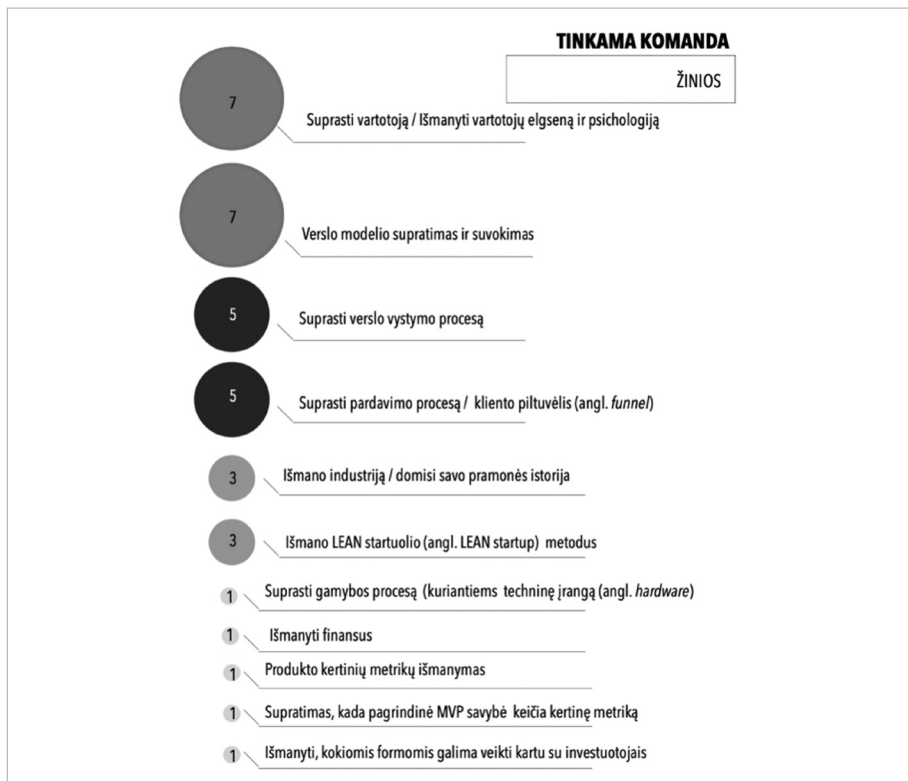 TINKAMA KOMANDA
ŽINIOS
7
Suprasti vartotoją / Išmanyti vartotojų elgseną ir psichologiją
7
Verslo modelio supratimas ir suvokimas
5
Suprasti verslo vystymo procesą
5
Suprasti pardavimo procesą / kliento piltuvėlis (angl. funnel)
3
Išmano industriją / domisi savo pramonės istorija
3
Išmano LEAN startuolio (angl. LEAN startup) metodus
1
Suprasti gamybos procesą (kuriantiems techninę įrangą (angl. hardware)
1
Išmanyti finansus
1
Produkto kertinių metrikų išmanymas
1
Supratimas, kada pagrindinė MVP savybė keičia kertinę metriką
1
Išmanyti, kokiomis formomis galima veikti kartu su investuotojais